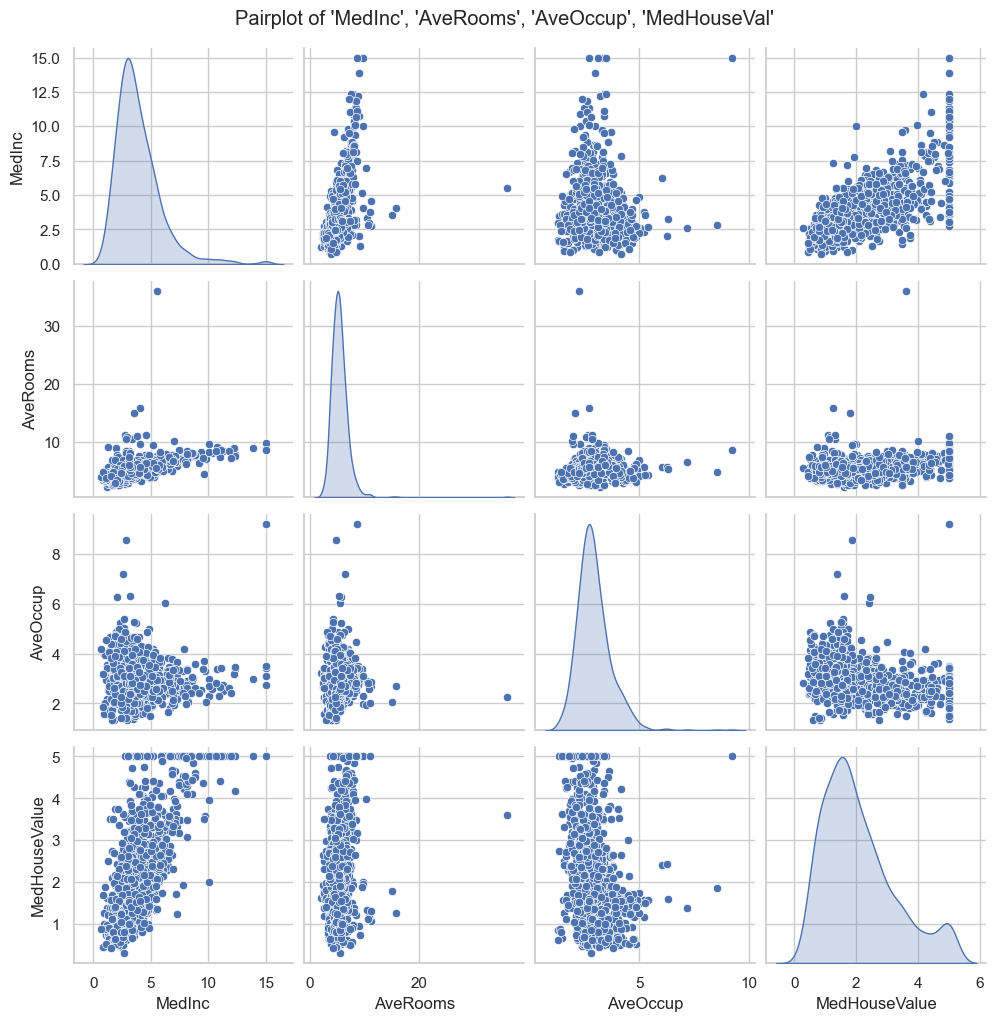 Pairplot of 'MedInc', 'AveRooms', 'AveOccup', 'MedHouseVal'
15.0
12.5
10.0
7.5
5.0
2.5
0.0
MedInc
30
20
10
AveRooms
8
6
4
2
AveOccup
5
4
3
2
1
MedHouseValue
0 5 10 15 0 20 5 10 0 2 4 6
MedInc AveRooms AveOccup MedHouseValue